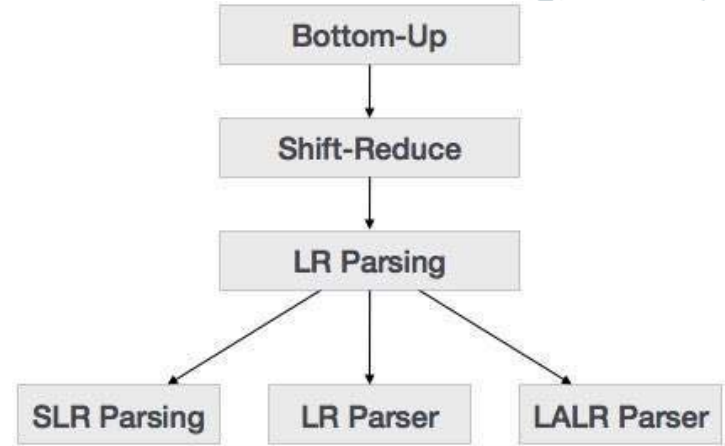 Bottom-Up
Shift-Reduce
LR Parsing
SLR Parsing
LR Parser
LALR Parser